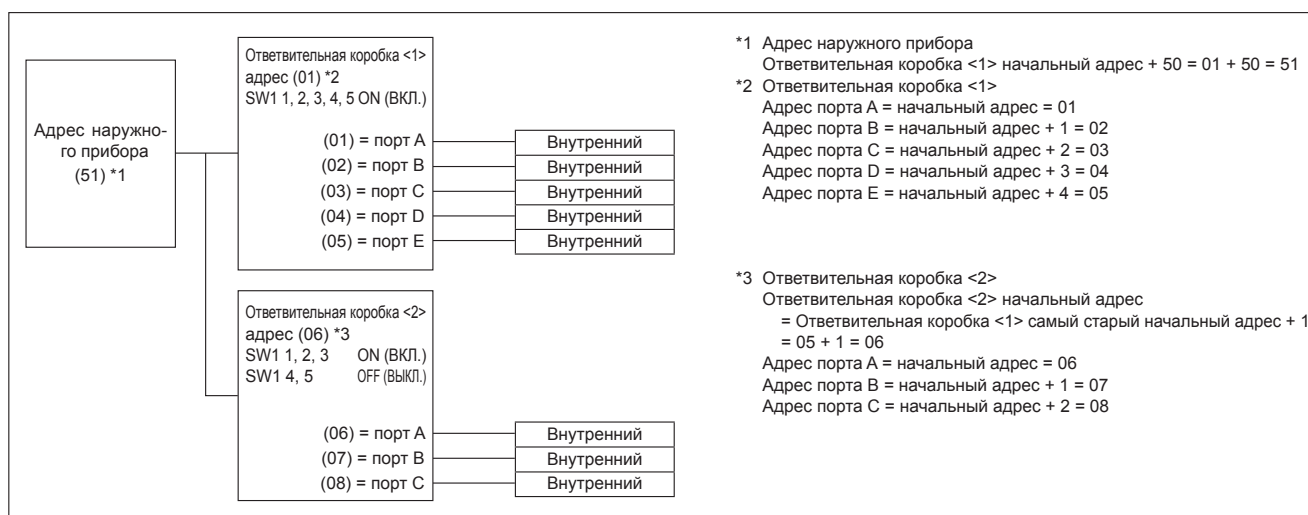 Адрес наружно-
го прибора
(51) *1
Ответвительная коробка <1>
адрес (01) *2
SW1 1, 2, 3, 4, 5 ON (ВКЛ.)
(01) = порт A
(02) = порт B
(03) = порт C
(04) = порт D
(05) = порт E
Внутренний
Внутренний
Внутренний
Внутренний
Внутренний
Ответвительная коробка <2>
адрес (06) *3
SW1 1, 2, 3 ON (ВКЛ.)
SW1 4, 5 OFF (ВЫКЛ.)
(06) = порт A
(07) = порт B
(08) = порт C
Внутренний
Внутренний
Внутренний
*1 Адрес наружного прибора
Ответвительная коробка <1> начальный адрес + 50 = 01 + 50 = 51
*2 Ответвительная коробка <1>
Адрес порта A = начальный адрес = 01
Адрес порта B = начальный адрес + 1 = 02
Адрес порта C = начальный адрес + 2 = 03
Адрес порта D = начальный адрес + 3 = 04
Адрес порта E = начальный адрес + 4 = 05
*3 Ответвительная коробка <2>
Ответвительная коробка <2> начальный адрес
= Ответвительная коробка <1> самый старый начальный адрес + 1
= 05 + 1 = 06
Адрес порта A = начальный адрес = 06
Адрес порта B = начальный адрес + 1 = 07
Адрес порта C = начальный адрес + 2 = 08